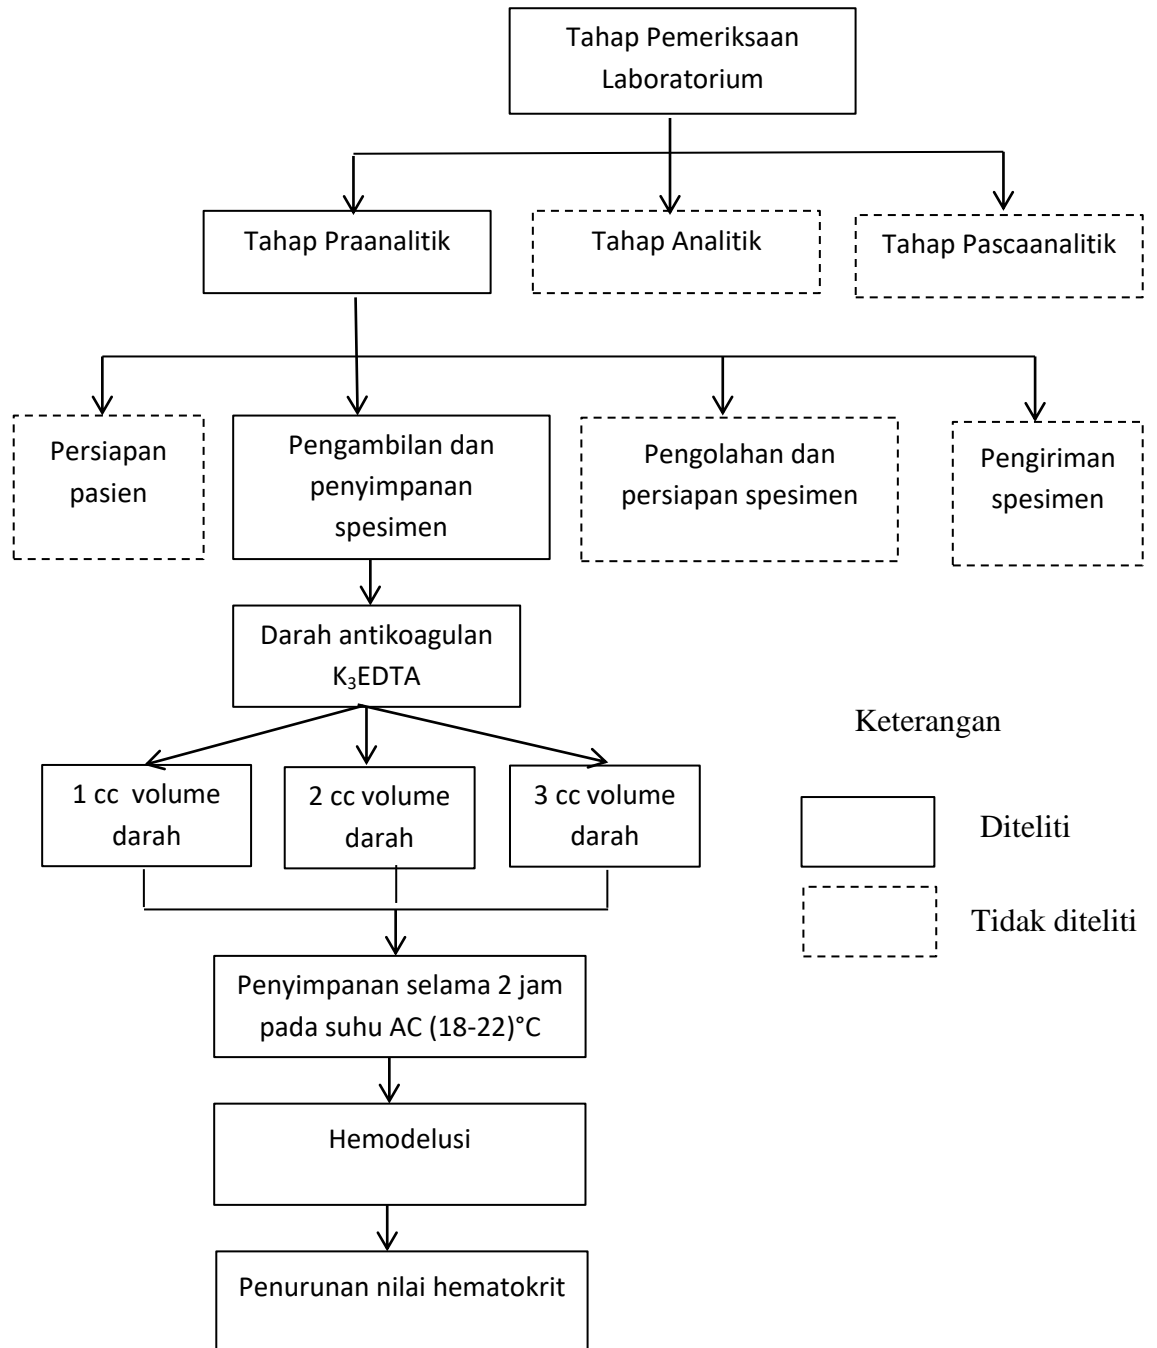 Tahap Pemeriksaan
Laboratorium
Tahap Praanalitik
Tahap Analitik
Tahap Pascaanalitik
Persiapan
pasien
Pengambilan dan
penyimpanan
spesimen
Pengolahan dan
persiapan spesimen
Pengiriman
spesimen
Darah antikoagulan
K₃EDTA
1 cc volume
darah
2 cc volume
darah
3 cc volume
darah
Keterangan
Diteliti
Tidak diteliti
Penyimpanan selama 2 jam
pada suhu AC (18-22)°C
Hemodelusi
Penurunan nilai hematokrit